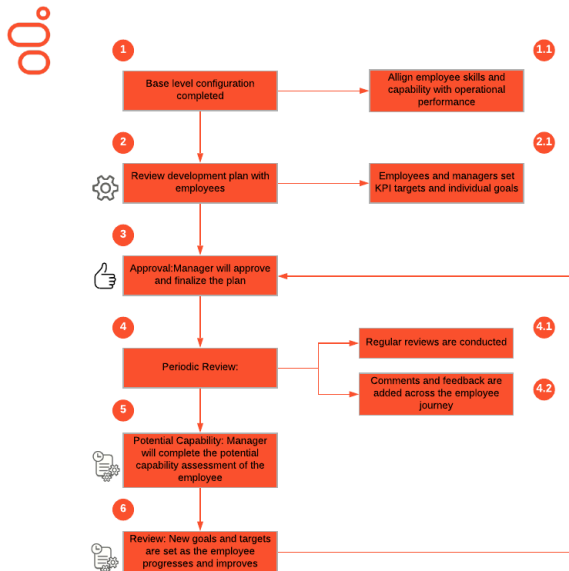 1
1.1
Base level configuration
completed
Allign employee skills and
capability with operational
performance
2
2.1
Review development plan with
employees
Employees and managers set
KPI targets and individual goals
3
Approval:Manager will approve
and finalize the plan
4
4.1
Regular reviews are conducted
Periodic Review:
4.2
Comments and feedback are
added across the employee
journey
5
Potential Capability: Manager
will complete the potential
capability assessment of the
employee
6
Review: New goals and targets
are set as the employee
progresses and improves